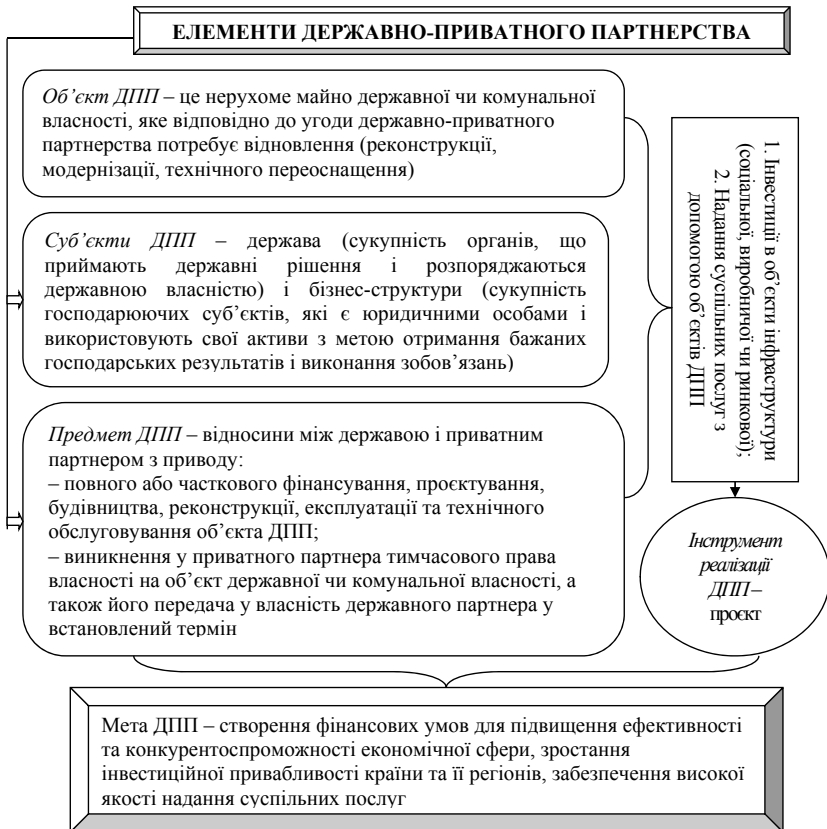 ЕЛЕМЕНТИ ДЕРЖАВНО-ПРИВАТНОГО ПАРТНЕРСТВА
Об’єкт ДПП – це нерухоме майно державної чи комунальної
власності, яке відповідно до угоди державно-приватного
партнерства потребує відновлення (реконструкції,
модернізації, технічного переоснащення)
Суб’єкти ДПП – держава (сукупність органів, що
приймають державні рішення і розпоряджаються
державною власністю) і бізнес-структури (сукупність
господарюючих суб’єктів, які є юридичними особами і
використовують свої активи з метою отримання бажаних
господарських результатів і виконання зобов’язань)
Предмет ДПП – відносини між державою і приватним
партнером з приводу:
– повного або часткового фінансування, проєктування,
будівництва, реконструкції, експлуатації та технічного
обслуговування об’єкта ДПП;
– виникнення у приватного партнера тимчасового права
власності на об’єкт державної чи комунальної власності, а
також його передача у власність державного партнера у
встановлений термін
1. Інвестиції в об’єкти інфраструктури
(соціальної, виробничої чи ринкової);
2. Надання суспільних послуг з
допомогою об’єктів ДПП
Інструмент
реалізації
ДПП –
проєкт
Мета ДПП – створення фінансових умов для підвищення ефективності
та конкурентоспроможності економічної сфери, зростання
інвестиційної привабливості країни та її регіонів, забезпечення високої
якості надання суспільних послуг